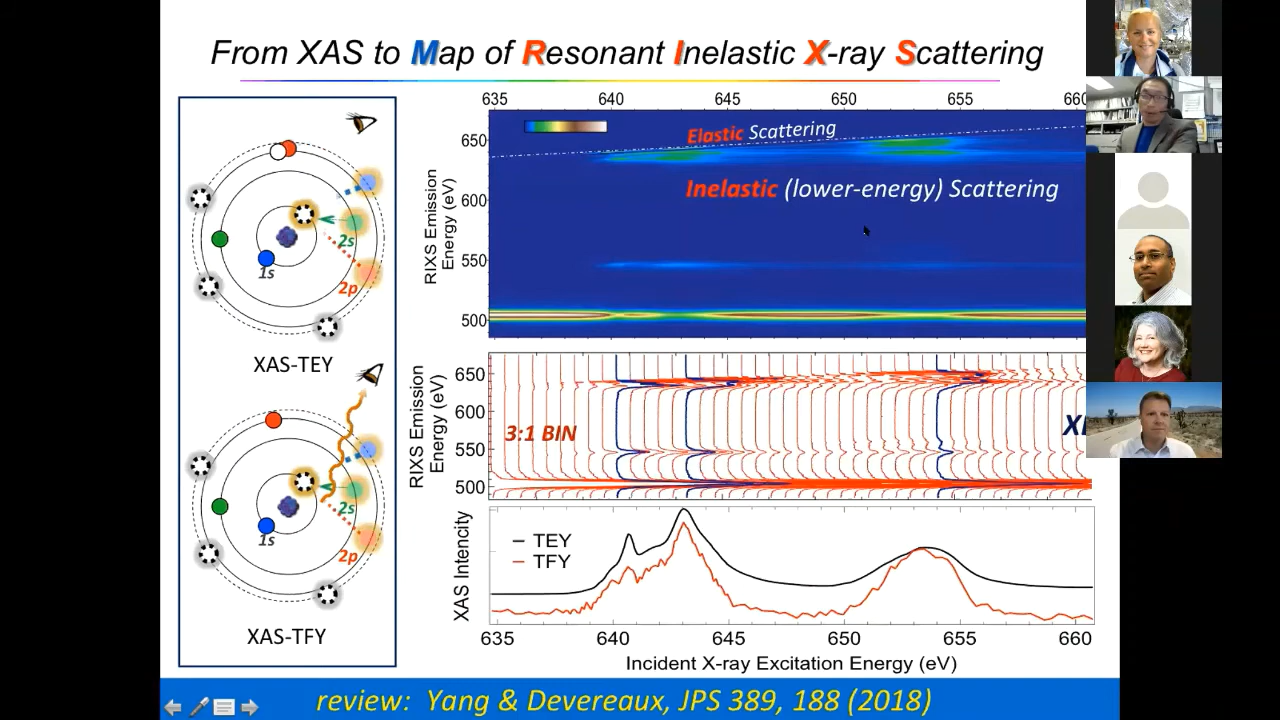 From XAS to Map of Resonant Inelastic X-ray Scattering
635 640 645 650 655 660
650
600
550
500
RIXS Emission
Energy (eV)
Elastic Scattering
Inelastic (lower-energy) Scattering
1s
2s
2p
XAS-TEY
650
600
550
500
RIXS Emission
Energy (eV)
3:1 BIN
1s
2s
2p
XAS-TFY
XAS Intencity
TEY
TFY
635 640 645 650 655 660
Incident X-ray Excitation Energy (eV)
review: Yang & Devereaux, JPS 389, 188 (2018)